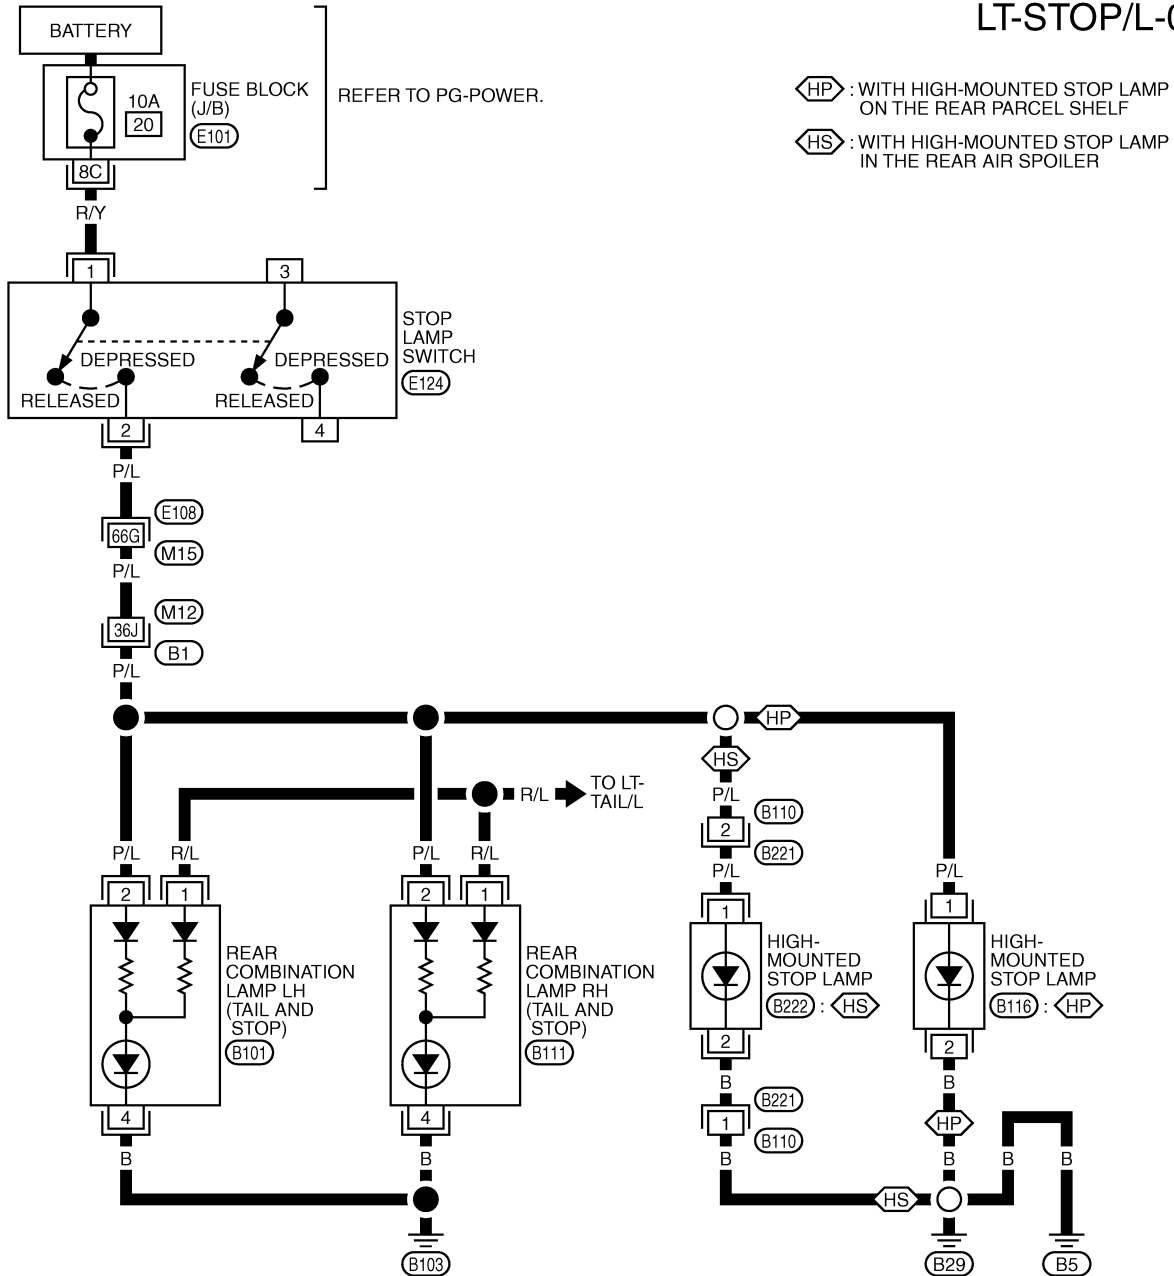 LT-STOP/L-0
BATTERY
FUSE BLOCK
(J/B)
E101
10A
20
8C
REFER TO PG-POWER.
HP : WITH HIGH-MOUNTED STOP LAMP
ON THE REAR PARCEL SHELF
HS : WITH HIGH-MOUNTED STOP LAMP
IN THE REAR AIR SPOILER
R/Y
1
3
STOP
LAMP
SWITCH
E124
DEPRESSED
DEPRESSED
RELEASED
RELEASED
2
4
P/L
E108
66G
M15
P/L
M12
36J
B1
P/L
HP
HS
R/L
TO LT-
TAIL/L
P/L
B110
2
B221
P/L
R/L
P/L
R/L
P/L
P/L
2
1
2
1
1
1
REAR
COMBINATION
LAMP LH
(TAIL AND
STOP)
B101
REAR
COMBINATION
LAMP RH
(TAIL AND
STOP)
B111
HIGH-
MOUNTED
STOP LAMP
B222 : HS
HIGH-
MOUNTED
STOP LAMP
B116 : HP
2
2
4
4
B
B
B221
1
B110
HP
B
B
B
B
B
B
HS
B103
B29
B5